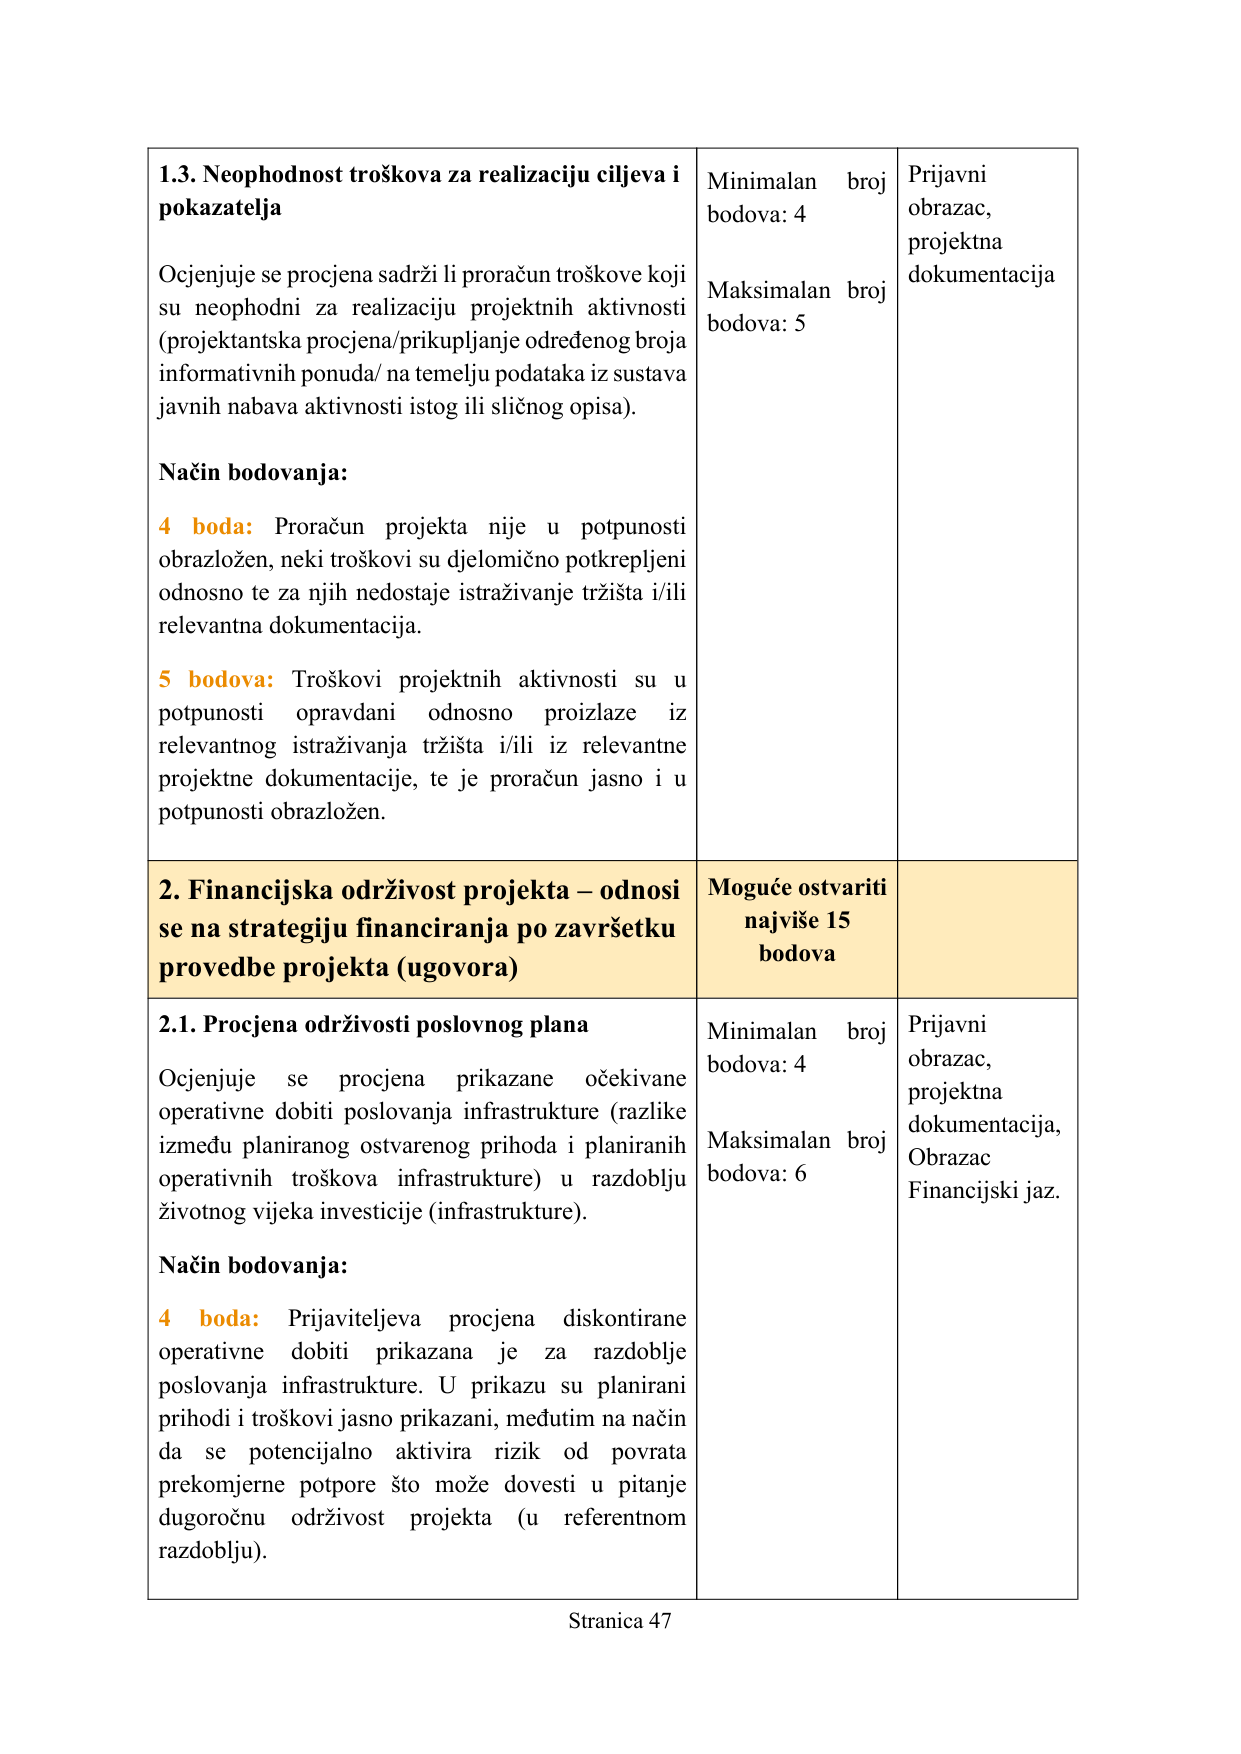 1.3. Neophodnost troškova za realizaciju ciljeva i
pokazatelja
Ocjenjuje se procjena sadrži li proračun troškove koji
su neophodni za realizaciju projektnih aktivnosti
(projektantska procjena/prikupljanje određenog broja
informativnih ponuda/ na temelju podataka iz sustava
javnih nabava aktivnosti istog ili sličnog opisa).
Način bodovanja:
4 boda: Proračun projekta nije u potpunosti
obrazložen, neki troškovi su djelomično potkrepljeni
odnosno te za njih nedostaje istraživanje tržišta i/ili
relevantna dokumentacija.
5 bodova: Troškovi projektnih aktivnosti su u
potpunosti opravdani odnosno proizlaze iz
relevantnog istraživanja tržišta i/ili iz relevantne
projektne dokumentacije, te je proračun jasno i u
potpunosti obrazložen.
Minimalan broj
bodova: 4
Maksimalan broj
bodova: 5
Prijavni
obrazac,
projektna
dokumentacija
2. Financijska održivost projekta – odnosi
se na strategiju financiranja po završetku
provedbe projekta (ugovora)
Moguće ostvariti
najviše 15
bodova
2.1. Procjena održivosti poslovnog plana
Ocjenjuje se procjena prikazane očekivane
operativne dobiti poslovanja infrastrukture (razlike
između planiranog ostvarenog prihoda i planiranih
operativnih troškova infrastrukture) u razdoblju
životnog vijeka investicije (infrastrukture).
Način bodovanja:
4 boda: Prijaviteljeva procjena diskontirane
operativne dobiti prikazana je za razdoblje
poslovanja infrastrukture. U prikazu su planirani
prihodi i troškovi jasno prikazani, međutim na način
da se potencijalno aktivira rizik od povrata
prekomjerne potpore što može dovesti u pitanje
dugoročnu održivost projekta (u referentnom
razdoblju).
Minimalan broj
bodova: 4
Maksimalan broj
bodova: 6
Prijavni
obrazac,
projektna
dokumentacija,
Obrazac
Financijski jaz.
Stranica 47